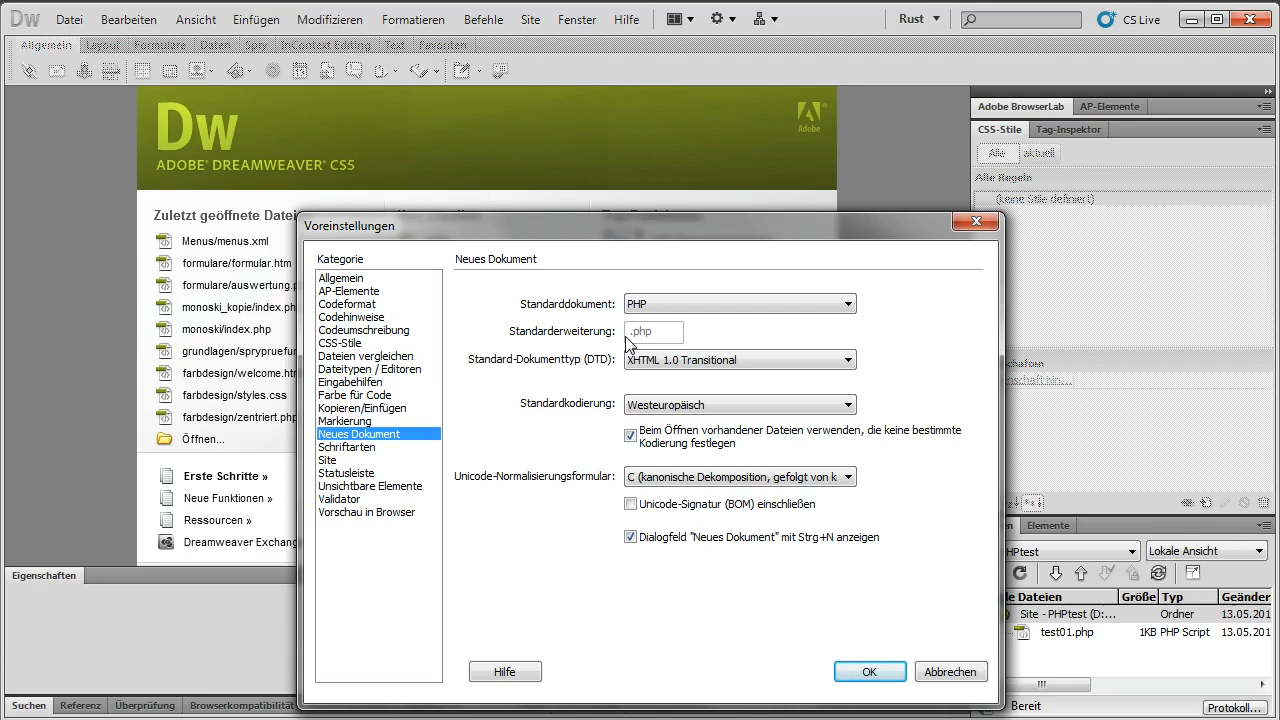 Dw Datei Bearbeiten Ansicht Einfügen Modifizieren Formatieren Befehle Site Fenster Hilfe Rust CS Live
Allgemein Layout Formulare Daten Spry Text Favoriten
Dw
ADOBE® DREAMWEAVER® CS5
Adobe
Zuletzt geöffnete Datei
Menus/menus.xml
formulare/formular.htm
formulare/auswertung.p
monoski_kopie/index.ph
monoski/index.php
grundlagen/sprypruefun
farbdesign/welcome.htm
farbdesign/styles.css
farbdesign/zentriert.php
Öffnen...
Erste Schritte »
Neue Funktionen »
Ressourcen »
Dreamweaver Exchang
Eigenschaften
Suchen Referenz Überprüfung Browserkompatibilität
Voreinstellungen
Kategorie
Allgemein
AP-Elemente
Codeformat
Codehinweise
Codeumschreibung
CSS-Stile
Dateien vergleichen
Dateitypen / Editoren
Eingabehilfen
Farbe für Code
Kopieren/Einfügen
Markierung
Neues Dokument
Schriftarten
Site
Statusleiste
Unsichtbare Elemente
Validator
Vorschau in Browser
Neues Dokument
Standarddokument: PHP
Standarderweiterung: .php
Standard-Dokumenttyp (DTD): XHTML 1.0 Transitional
Standardkodierung: Westeuropäisch
Beim Öffnen vorhandener Dateien verwenden, die keine bestimmte
Kodierung festlegen
Unicode-Normalisierungsformular: C (kanonische Dekomposition, gefolgt von k
Unicode-Signatur (BOM) einschließen
Dialogfeld "Neues Dokument" mit Strg+N anzeigen
Hilfe OK Abbrechen
Adobe BrowserLab AP-Elemente
CSS-Stile Tag-Inspektor
Alle aktuell
Alle Regeln
(keine Stile definiert)
schaften
schaft hin...
n Elemente
HPtest Lokale Ansicht
le Dateien Größe Typ Geänder
Site - PHPtest (D:... Ordner 13.05.201
test01.php 1KB PHP Script 13.05.201
Bereit Protokoll...